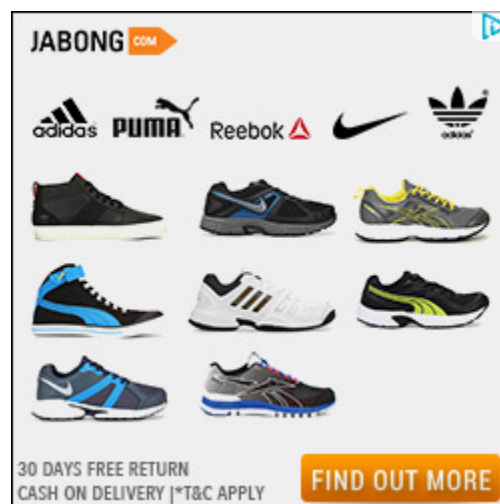 JABONG COM
adidas PUMA Reebok adidas
30 DAYS FREE RETURN
CASH ON DELIVERY |*T&C APPLY
FIND OUT MORE